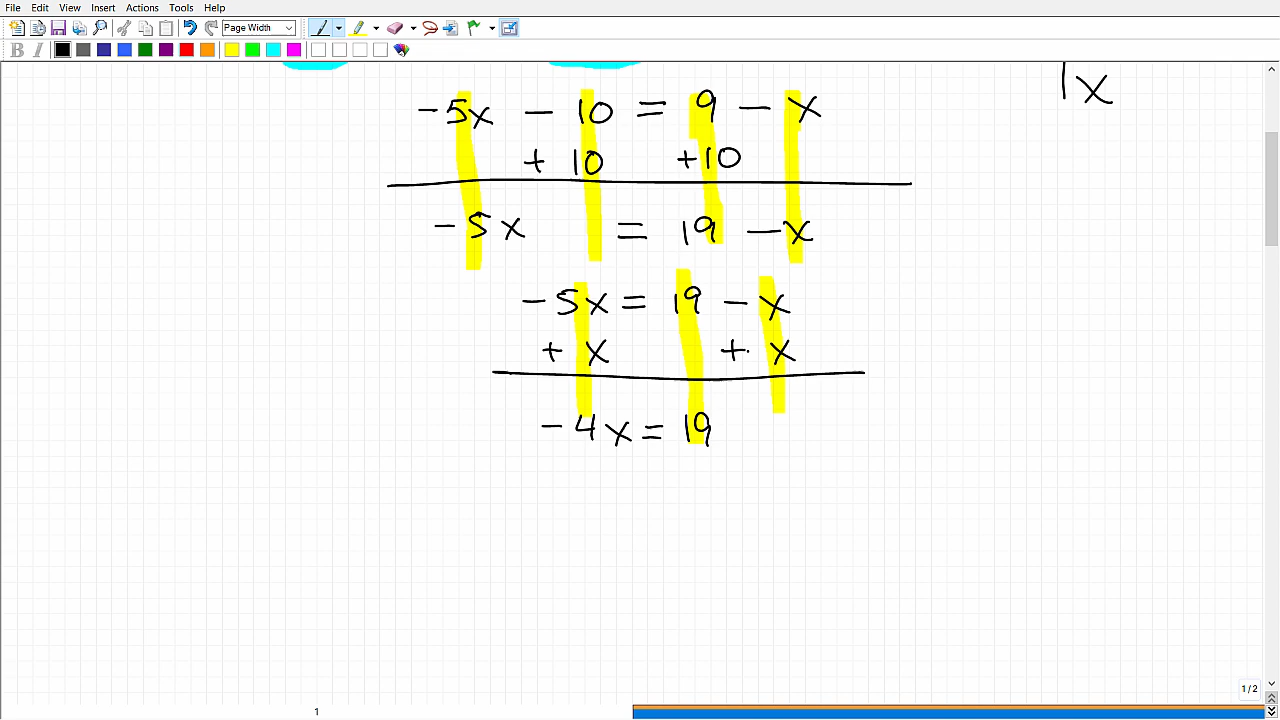 File Edit View Insert Actions Tools Help
Page Width
B I
1x
-5x - 10 = 9 - x
+ 10 +10
-5x = 19 - x
-5x = 19 - x
+ x + x
-4x = 19
1/2
1